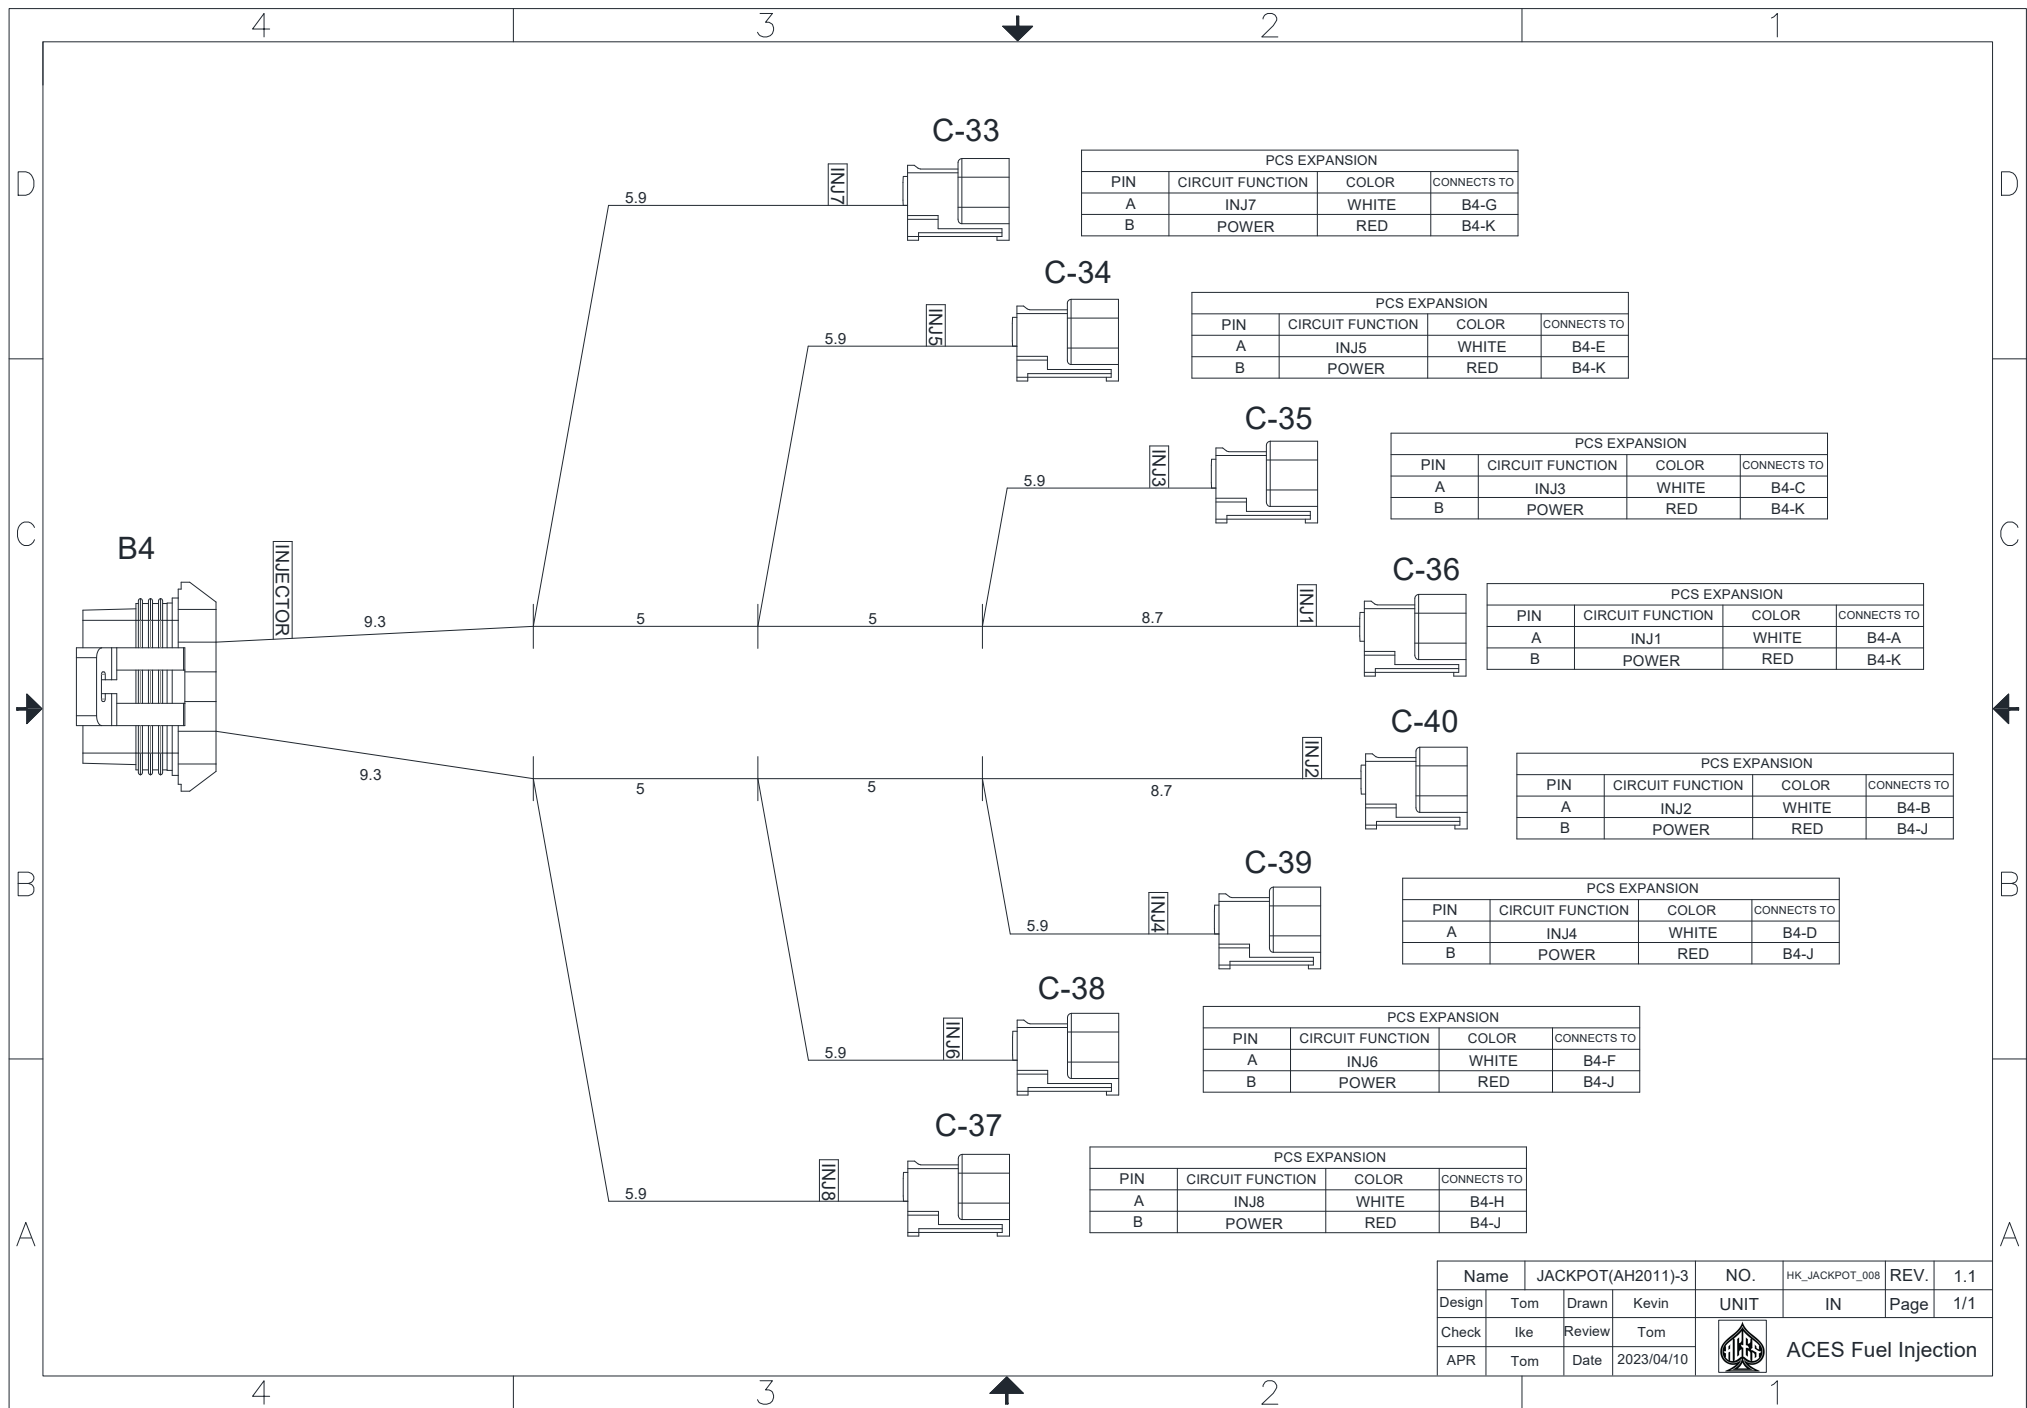 4 3 2 1
D D
C C
B B
A A
C-33
INJ7
5.9
PCS EXPANSION
PIN CIRCUIT FUNCTION COLOR CONNECTS TO
A INJ7 WHITE B4-G
B POWER RED B4-K
C-34
INJ5
5.9
PCS EXPANSION
PIN CIRCUIT FUNCTION COLOR CONNECTS TO
A INJ5 WHITE B4-E
B POWER RED B4-K
C-35
INJ3
5.9
PCS EXPANSION
PIN CIRCUIT FUNCTION COLOR CONNECTS TO
A INJ3 WHITE B4-C
B POWER RED B4-K
B4
INJECTOR
9.3 5 5 8.7
INJ1
C-36
PCS EXPANSION
PIN CIRCUIT FUNCTION COLOR CONNECTS TO
A INJ1 WHITE B4-A
B POWER RED B4-K
9.3 5 5 8.7
INJ2
C-40
PCS EXPANSION
PIN CIRCUIT FUNCTION COLOR CONNECTS TO
A INJ2 WHITE B4-B
B POWER RED B4-J
C-39
INJ4
5.9
PCS EXPANSION
PIN CIRCUIT FUNCTION COLOR CONNECTS TO
A INJ4 WHITE B4-D
B POWER RED B4-J
C-38
INJ6
5.9
PCS EXPANSION
PIN CIRCUIT FUNCTION COLOR CONNECTS TO
A INJ6 WHITE B4-F
B POWER RED B4-J
C-37
INJ8
5.9
PCS EXPANSION
PIN CIRCUIT FUNCTION COLOR CONNECTS TO
A INJ8 WHITE B4-H
B POWER RED B4-J
Name JACKPOT(AH2011)-3 NO. HK_JACKPOT_008 REV. 1.1
Design Tom Drawn Kevin UNIT IN Page 1/1
Check Ike Review Tom
APR Tom Date 2023/04/10
ACES ACES Fuel Injection
4 3 2 1